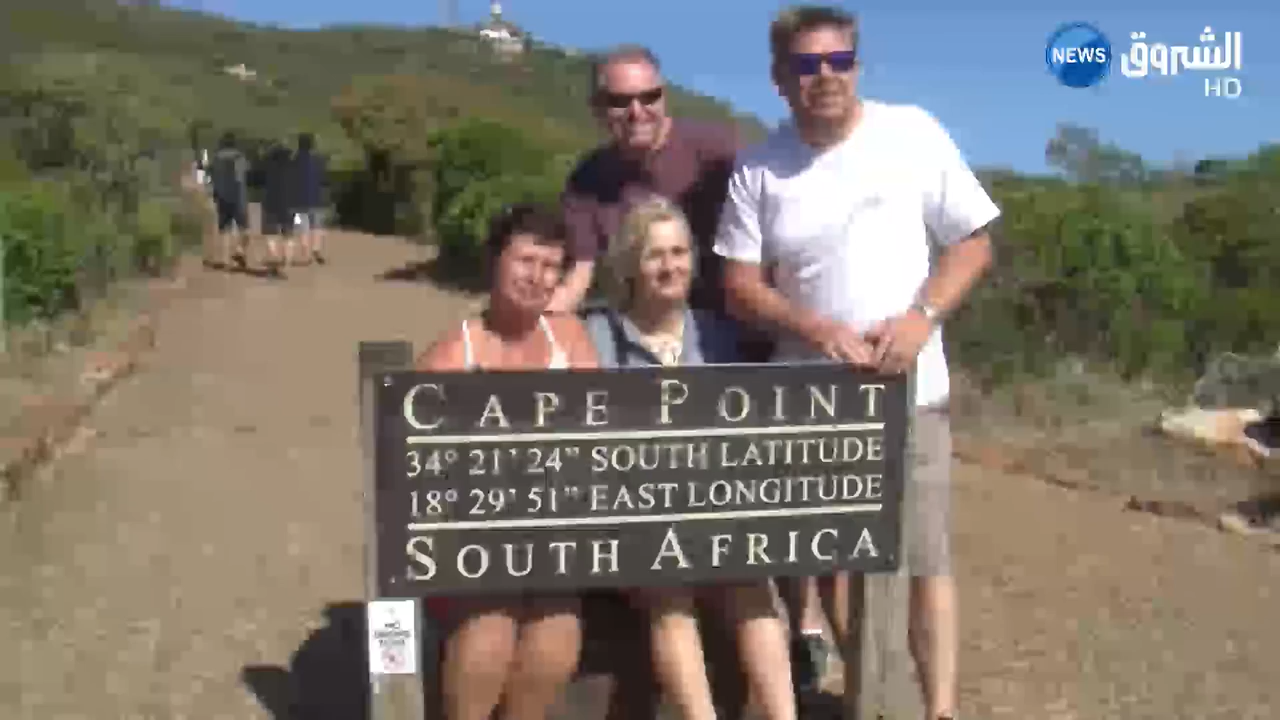 NEWS الشروق
HD
CAPE POINT
34° 21' 24" SOUTH LATITUDE
18° 29' 51" EAST LONGITUDE
SOUTH AFRICA